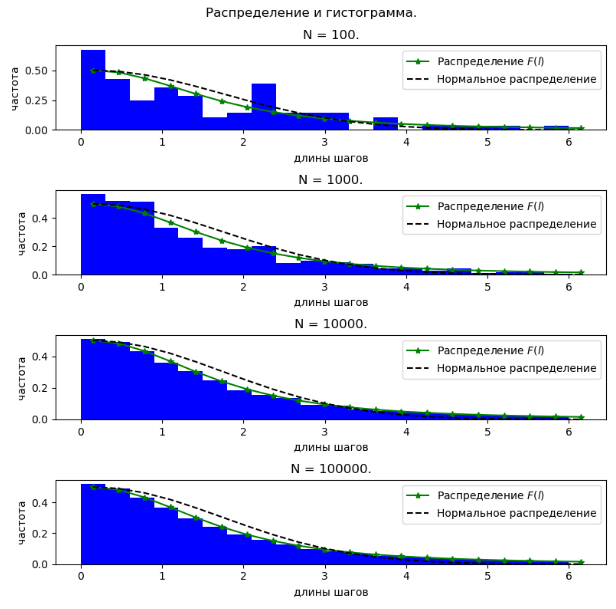 Распределение и гистограмма.
N = 100.
Распределение F(l)
Нормальное распределение
частота
0.50
0.25
0.00
0 1 2 3 4 5 6
длины шагов
N = 1000.
Распределение F(l)
Нормальное распределение
частота
0.4
0.2
0.0
0 1 2 3 4 5 6
длины шагов
N = 10000.
Распределение F(l)
Нормальное распределение
частота
0.4
0.2
0.0
0 1 2 3 4 5 6
длины шагов
N = 100000.
Распределение F(l)
Нормальное распределение
частота
0.4
0.2
0.0
0 1 2 3 4 5 6
длины шагов